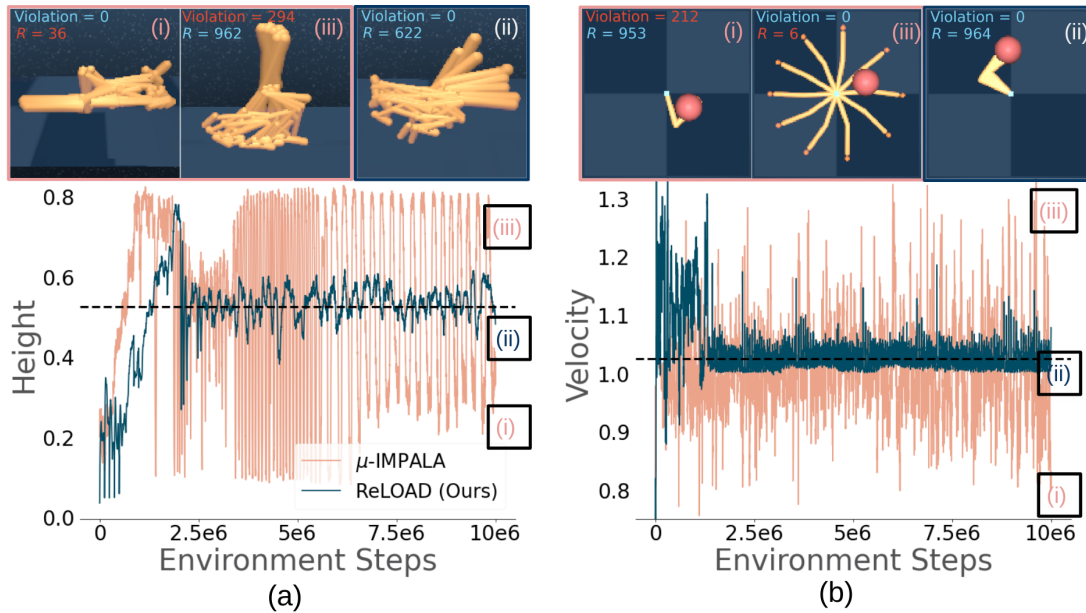 Violation = 0
R = 36
(i)
Violation = 294
R = 962
(iii)
Violation = 0
R = 622
(ii)
0.8
0.6
0.4
0.2
0.0
Height
(iii)
(ii)
(i)
μ-IMPALA
ReLOAD (Ours)
0
2.5e6
5e6
7.5e6
10e6
Environment Steps
(a)
Violation = 212
R = 953
(i)
Violation = 0
R = 6
(iii)
Violation = 0
R = 964
(ii)
1.3
1.2
1.1
1.0
0.9
0.8
Velocity
(iii)
(ii)
(i)
0
2.5e6
5e6
7.5e6
10e6
Environment Steps
(b)